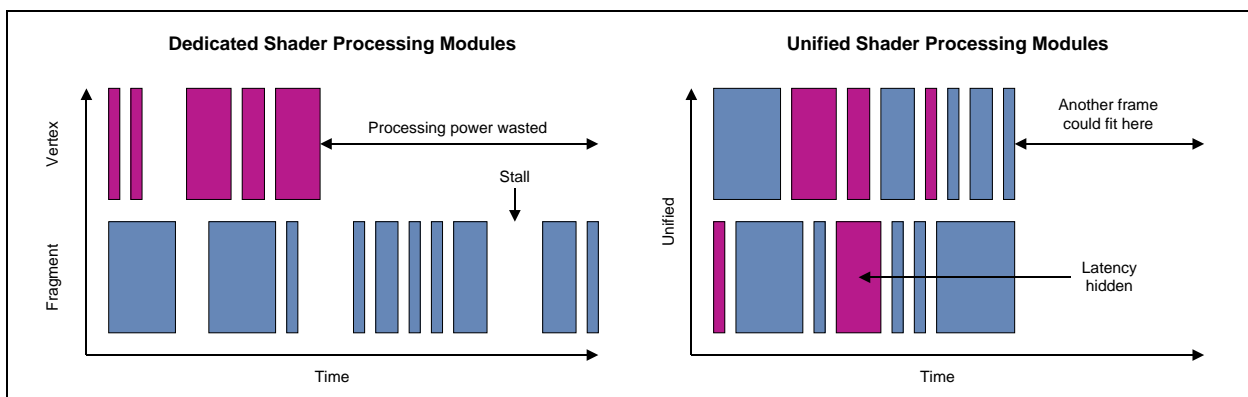 Dedicated Shader Processing Modules
Vertex
Processing power wasted
Stall
Fragment
Time
Unified Shader Processing Modules
Another frame
could fit here
Unified
Latency
hidden
Time